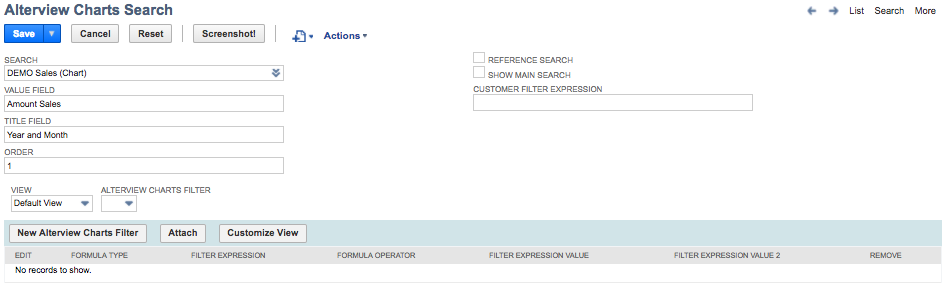 Alterview Charts Search
List Search More
Save Cancel Reset Screenshot! Actions
SEARCH
DEMO Sales (Chart)
VALUE FIELD
Amount Sales
TITLE FIELD
Year and Month
ORDER
1
REFERENCE SEARCH
SHOW MAIN SEARCH
CUSTOMER FILTER EXPRESSION
VIEW ALTERVIEW CHARTS FILTER
Default View
New Alterview Charts Filter Attach Customize View
EDIT FORMULA TYPE FILTER EXPRESSION FORMULA OPERATOR FILTER EXPRESSION VALUE FILTER EXPRESSION VALUE 2 REMOVE
No records to show.